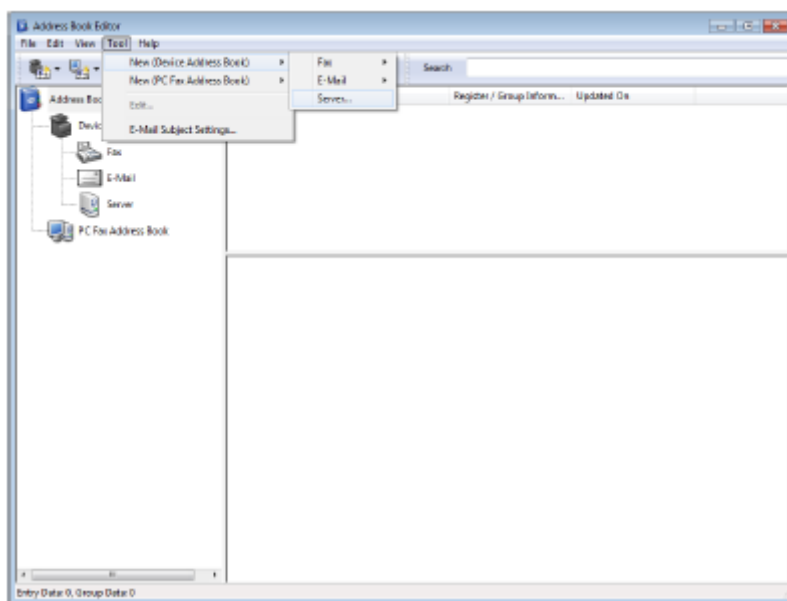 Address Book Editor
File Edit View Tool Help
New (Device Address Book)
New (PC Fax Address Book)
Edit...
E-Mail Subject Settings...
Fax
E-Mail
Server...
Search
Register / Group Inform... Updated On
Address Boo
Devic
Fax
E-Mail
Server
PC Fax Address Book
Entry Data: 0, Group Data: 0